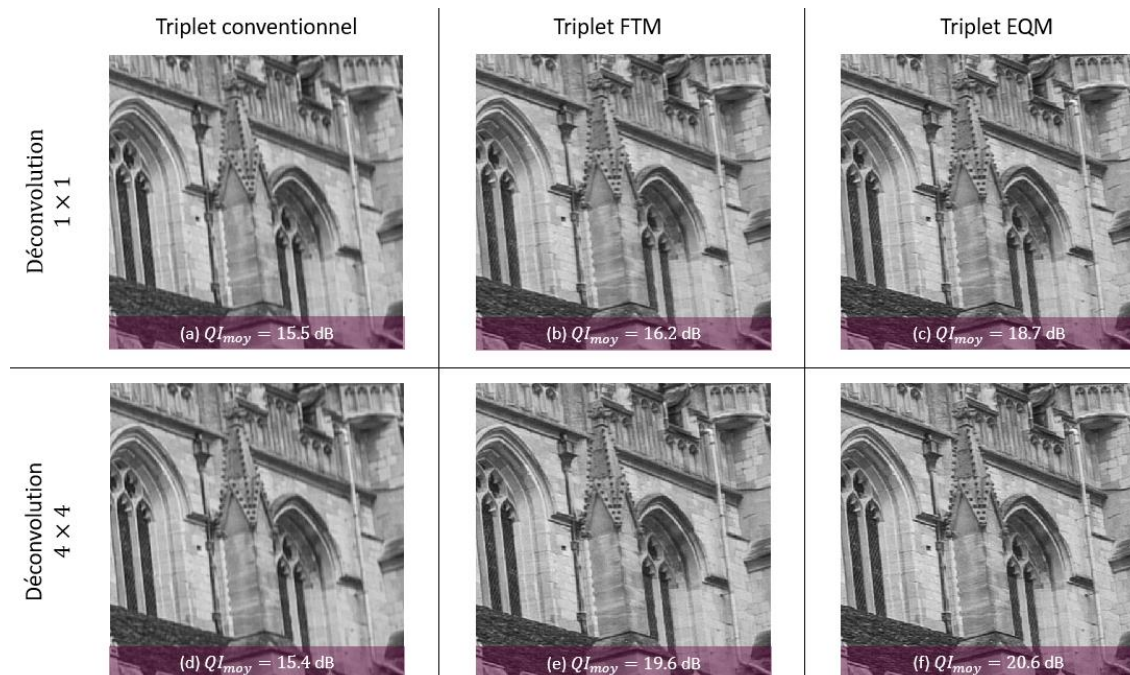 Triplet conventionnel
Triplet FTM
Triplet EQM
Déconvolution
1 × 1
(a) QI_moy = 15.5 dB
(b) QI_moy = 16.2 dB
(c) QI_moy = 18.7 dB
Déconvolution
4 × 4
(d) QI_moy = 15.4 dB
(e) QI_moy = 19.6 dB
(f) QI_moy = 20.6 dB